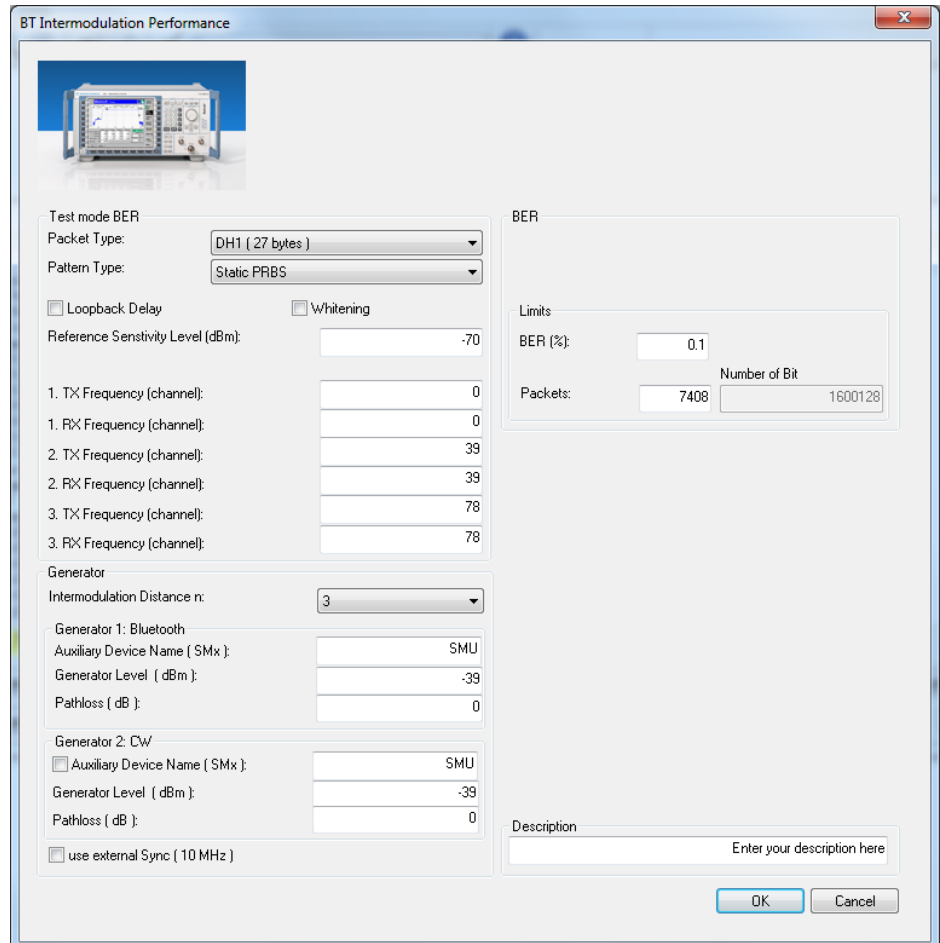 BT Intermodulation Performance
Test mode BER
Packet Type: DH1 ( 27 bytes )
Pattern Type: Static PRBS
Loopback Delay Whitening
Reference Senstivity Level (dBm): -70
1. TX Frequency (channel): 0
1. RX Frequency (channel): 0
2. TX Frequency (channel): 39
2. RX Frequency (channel): 39
3. TX Frequency (channel): 78
3. RX Frequency (channel): 78
Generator
Intermodulation Distance n: 3
Generator 1: Bluetooth
Auxiliary Device Name ( SMx ): SMU
Generator Level ( dBm ): -39
Pathloss ( dB ): 0
Generator 2: CW
Auxiliary Device Name ( SMx ): SMU
Generator Level ( dBm ): -39
Pathloss ( dB ): 0
use external Sync ( 10 MHz )
BER
Limits
BER (%): 0.1
Number of Bit
Packets: 7408 1600128
Description
Enter your description here
OK Cancel